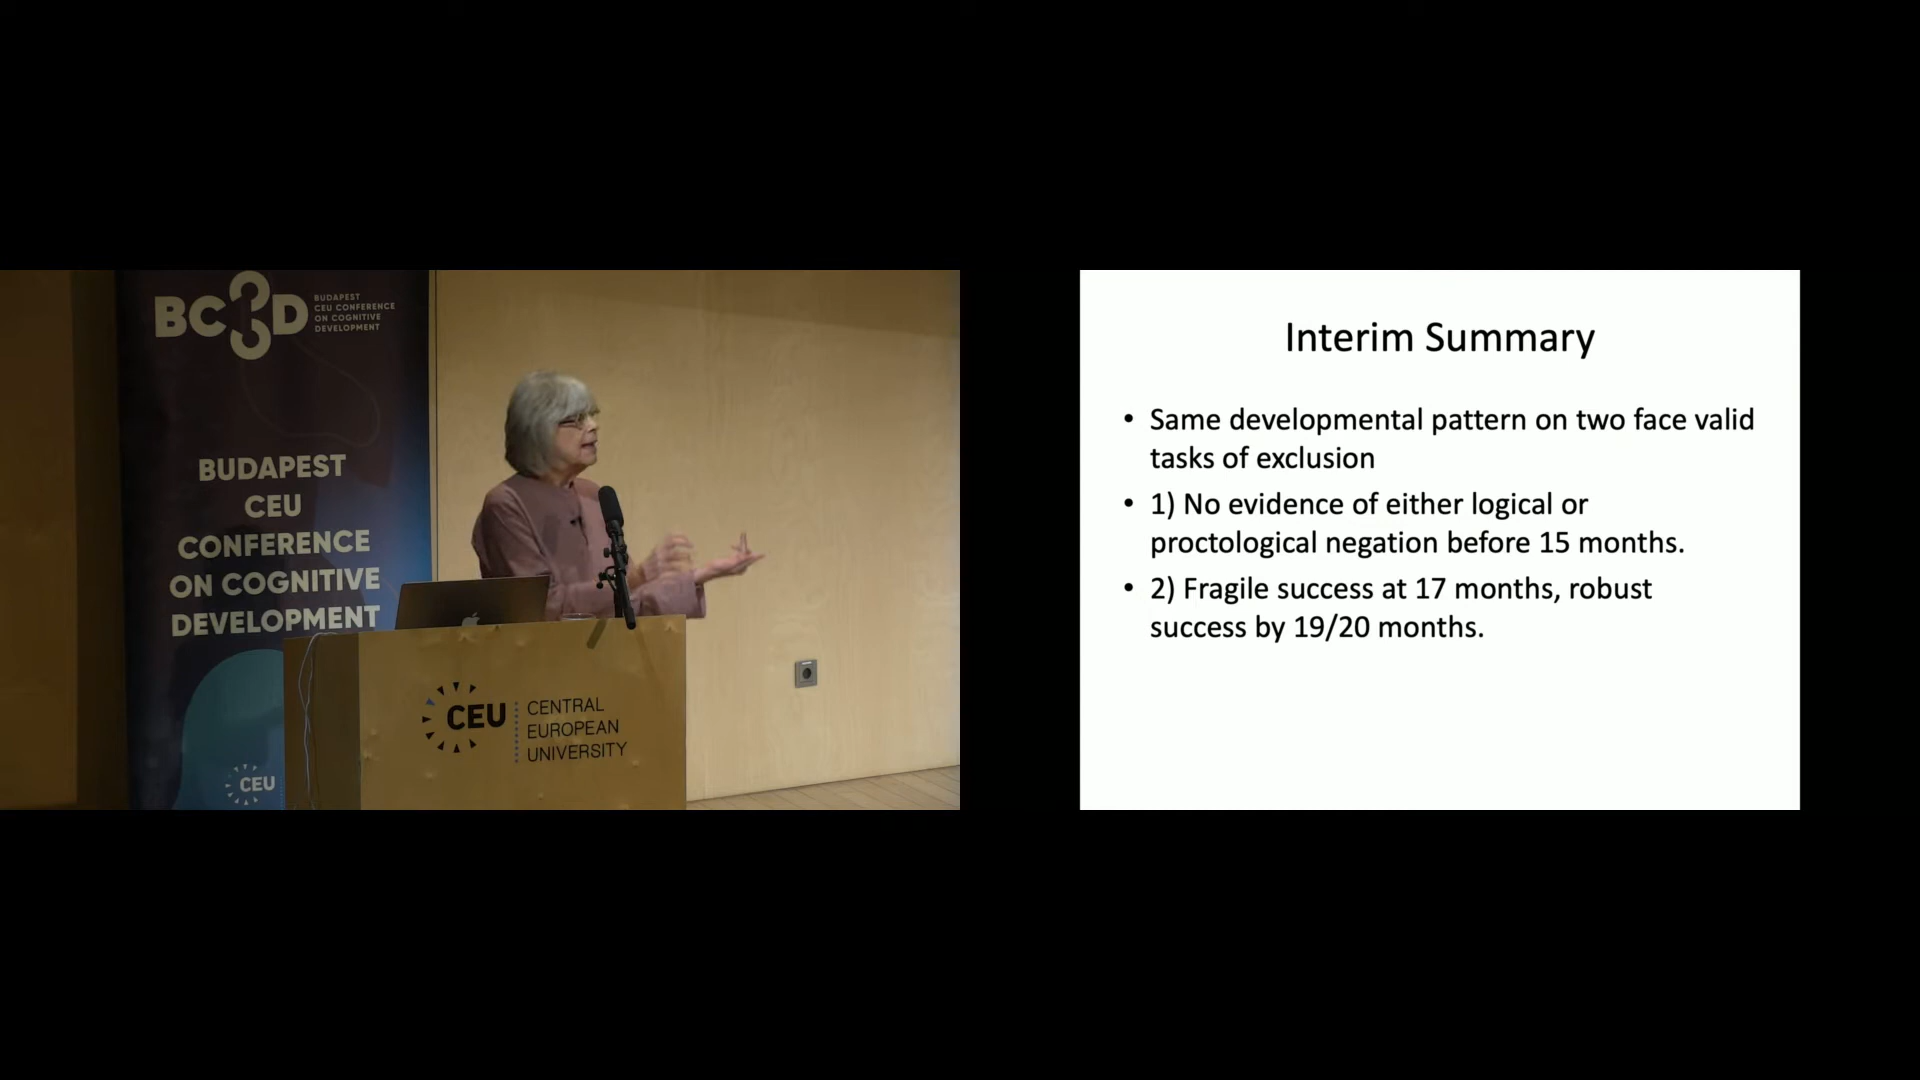 BC3D
BUDAPEST
CEU CONFERENCE
ON COGNITIVE
DEVELOPMENT
BUDAPEST
CEU
CONFERENCE
ON COGNITIVE
DEVELOPMENT
CEU
CEU
CENTRAL
EUROPEAN
UNIVERSITY
Interim Summary
• Same developmental pattern on two face valid
tasks of exclusion
• 1) No evidence of either logical or
proctological negation before 15 months.
• 2) Fragile success at 17 months, robust
success by 19/20 months.